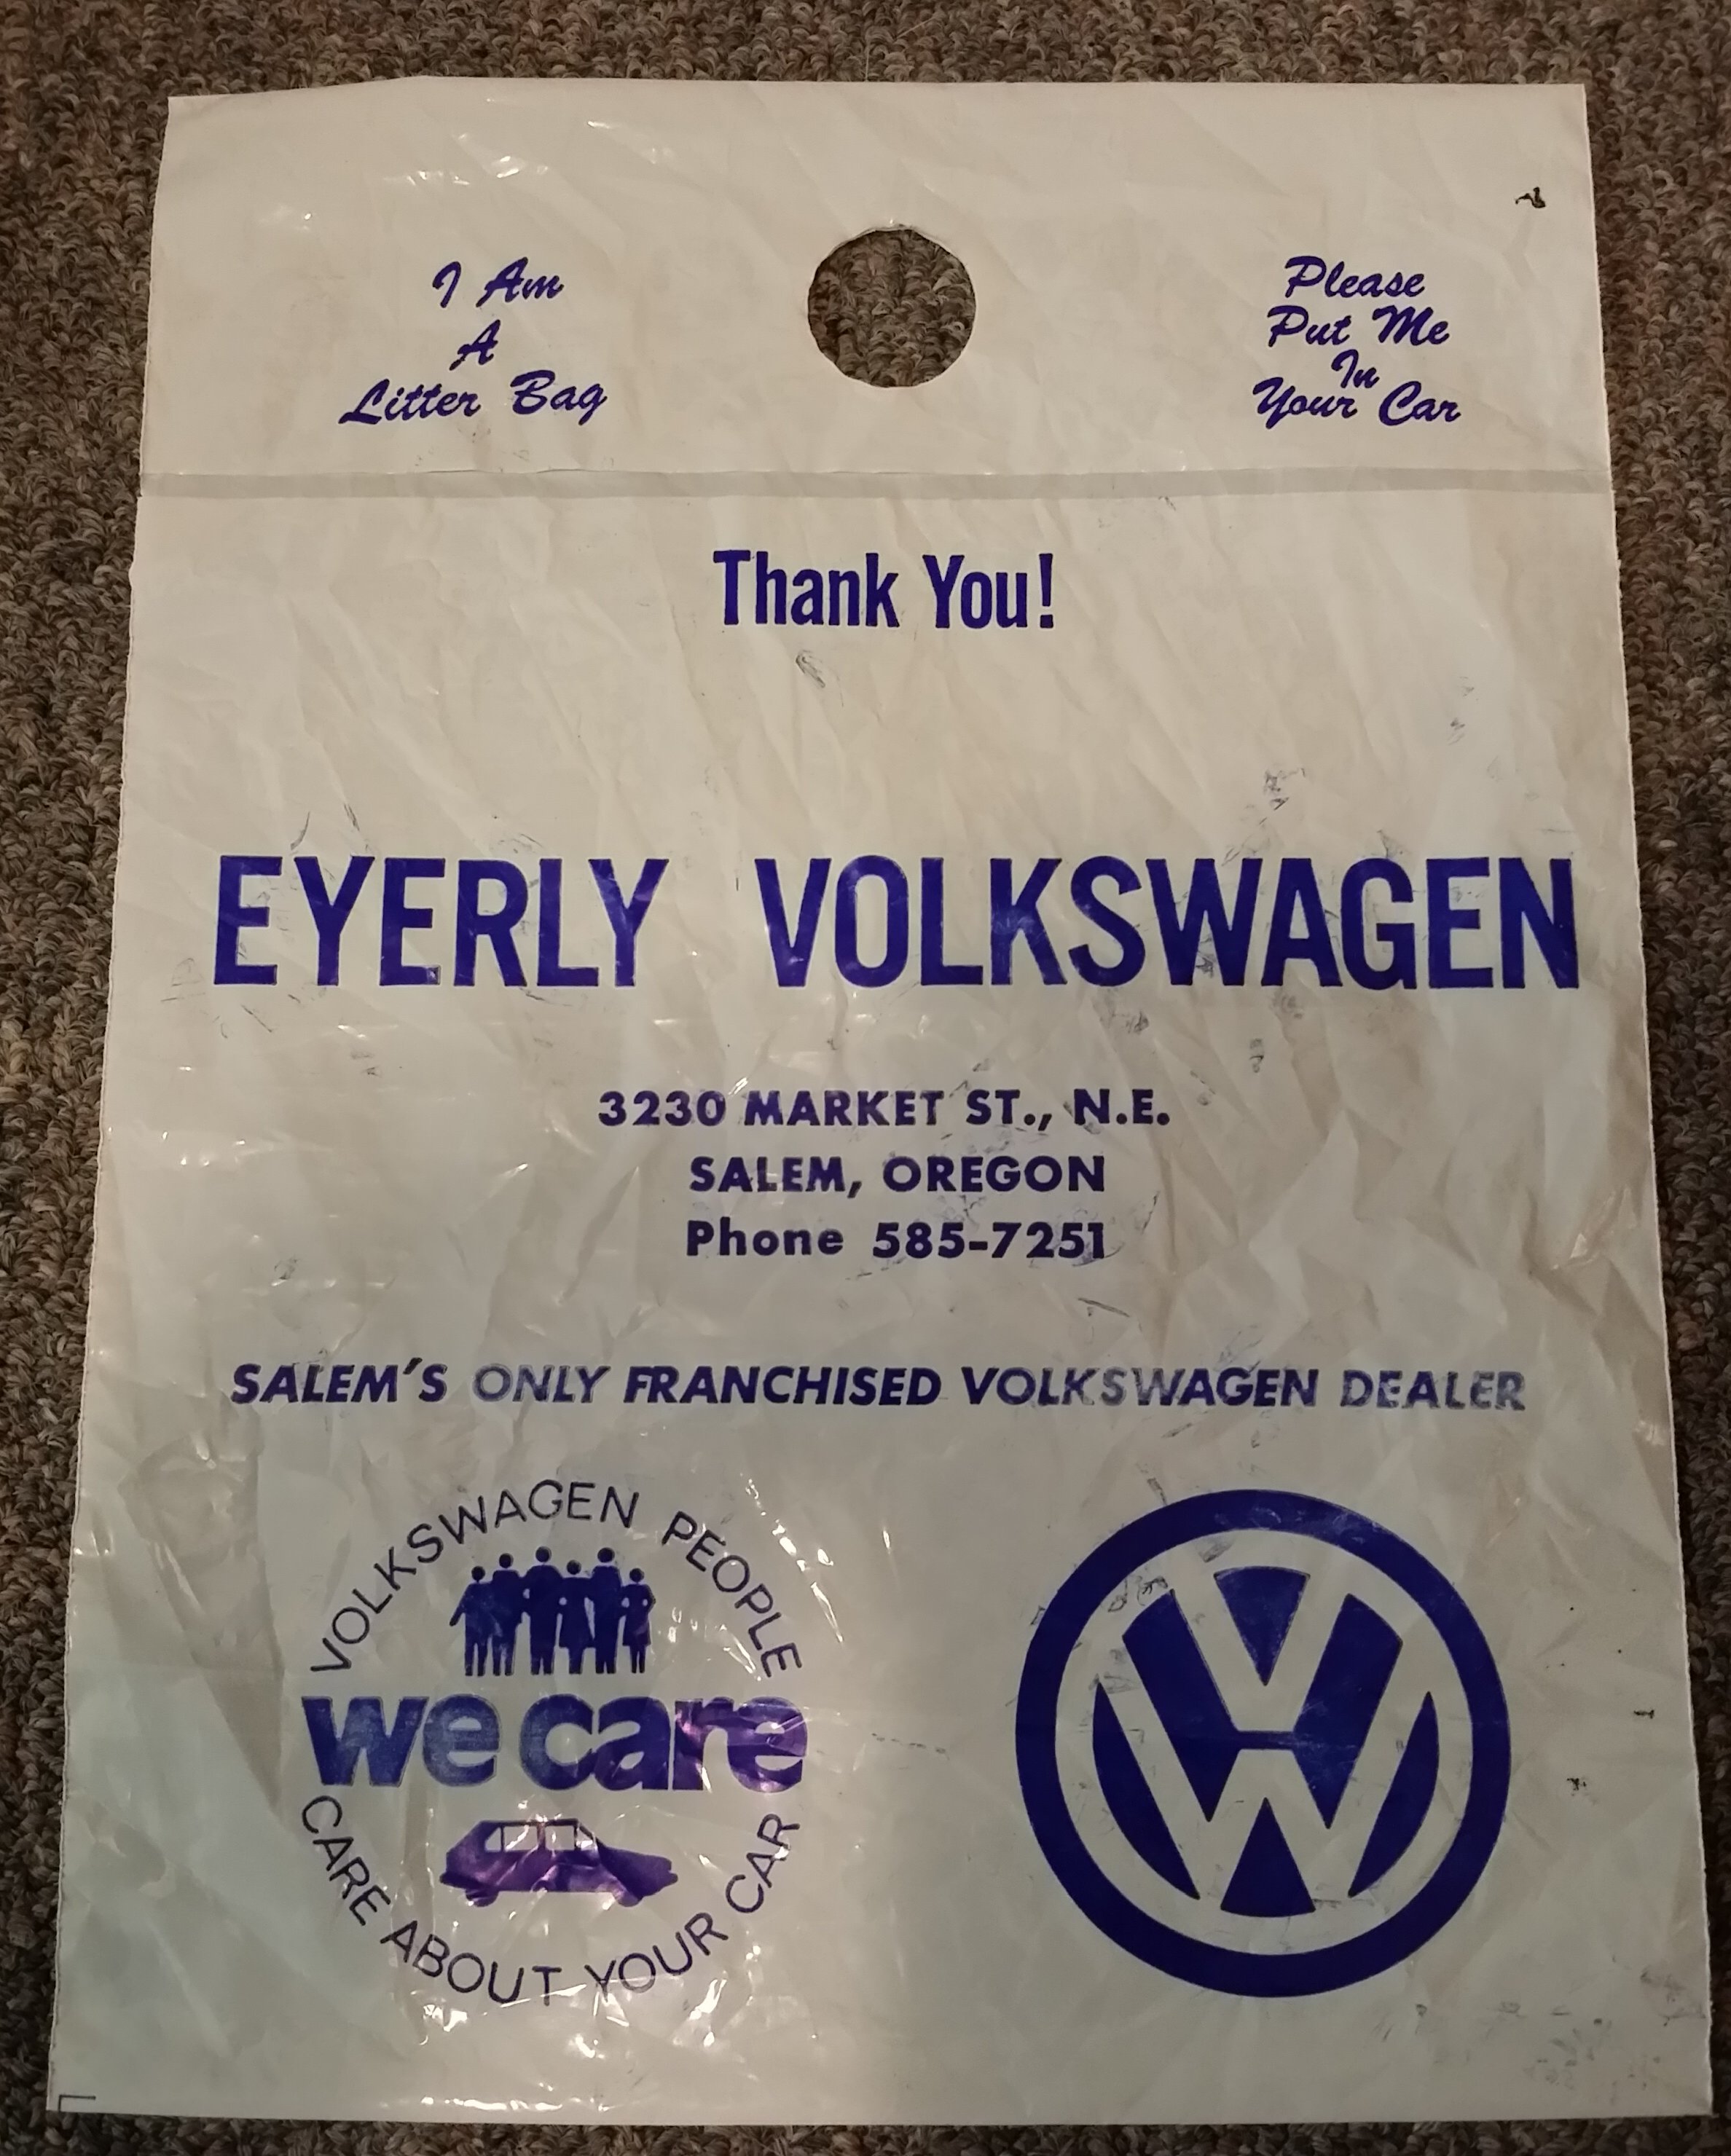 I Am
A
Litter Bag
Please
Put Me
In
Your Car
Thank You!
EYERLY VOLKSWAGEN
3230 MARKET ST., N.E.
SALEM, OREGON
Phone 585-7251
SALEM'S ONLY FRANCHISED VOLKSWAGEN DEALER
VOLKSWAGEN PEOPLE
we care
CARE ABOUT YOUR CAR
VW